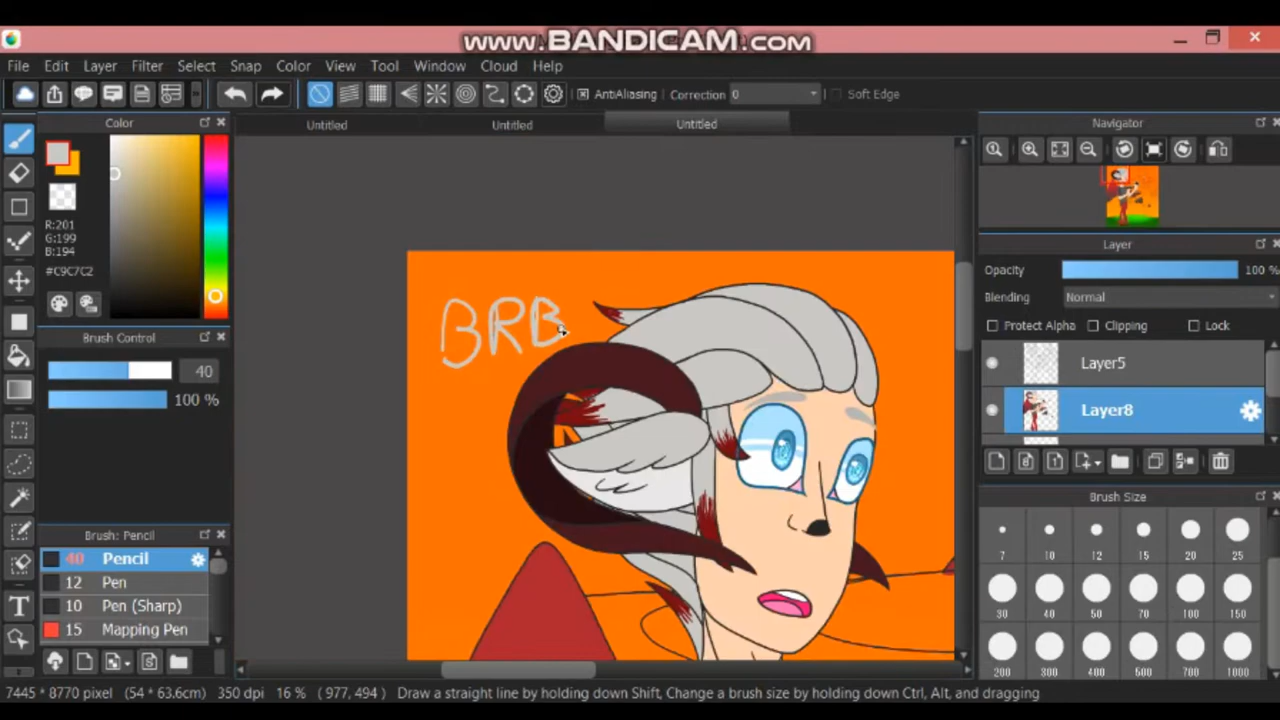 www.BANDICAM.com
File Edit Layer Filter Select Snap Color View Tool Window Cloud Help
AntiAliasing Correction 0 Soft Edge
Color
Untitled Untitled Untitled
Navigator
R:201
G:199
B:194
#C9C7C2
Layer
Opacity 100 %
Blending Normal
Protect Alpha Clipping Lock
BRB
Brush Control
40
100 %
Layer5
Layer8
Brush Size
7 10 12 15 20 25
30 40 50 70 100 150
200 300 400 500 700 1000
Brush: Pencil
40 Pencil
12 Pen
10 Pen (Sharp)
15 Mapping Pen
7445 * 8770 pixel (54 * 63.6cm) 350 dpi 16 % ( 977, 494 ) Draw a straight line by holding down Shift, Change a brush size by holding down Ctrl, Alt, and dragging